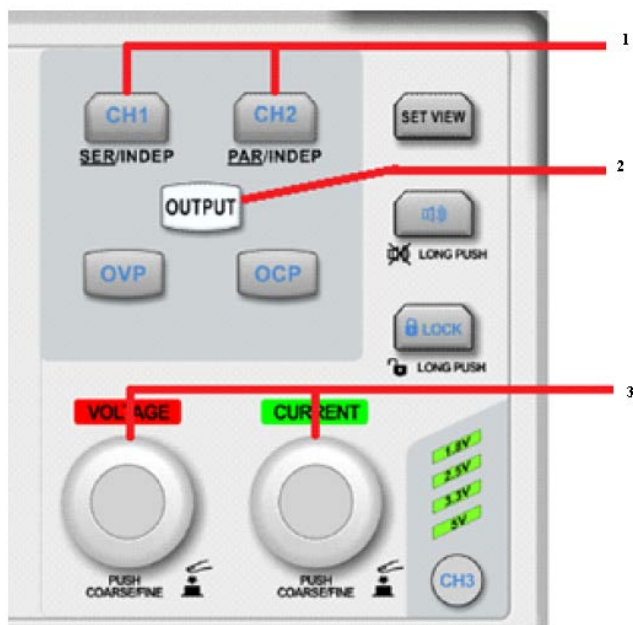 1
CH1 CH2 SET VIEW
SER/INDEP PAR/INDEP
2
OUTPUT
LONG PUSH
OVP OCP
LOCK
LONG PUSH
3
VOLTAGE CURRENT
1.8V
2.5V
3.3V
5V
PUSH PUSH
COARSE/FINE COARSE/FINE
CH3